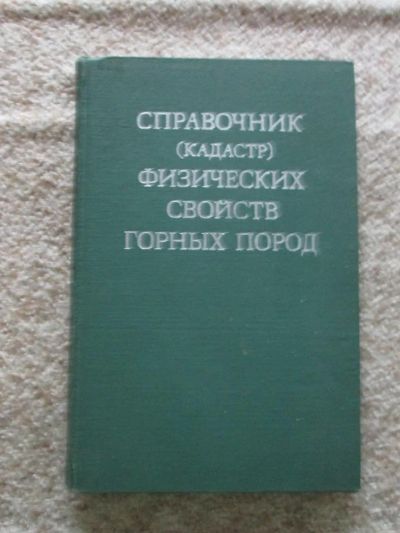 СПРАВОЧНИК
(КАДАСТР)
ФИЗИЧЕСКИХ
СВОЙСТВ
ГОРНЫХ ПОРОД